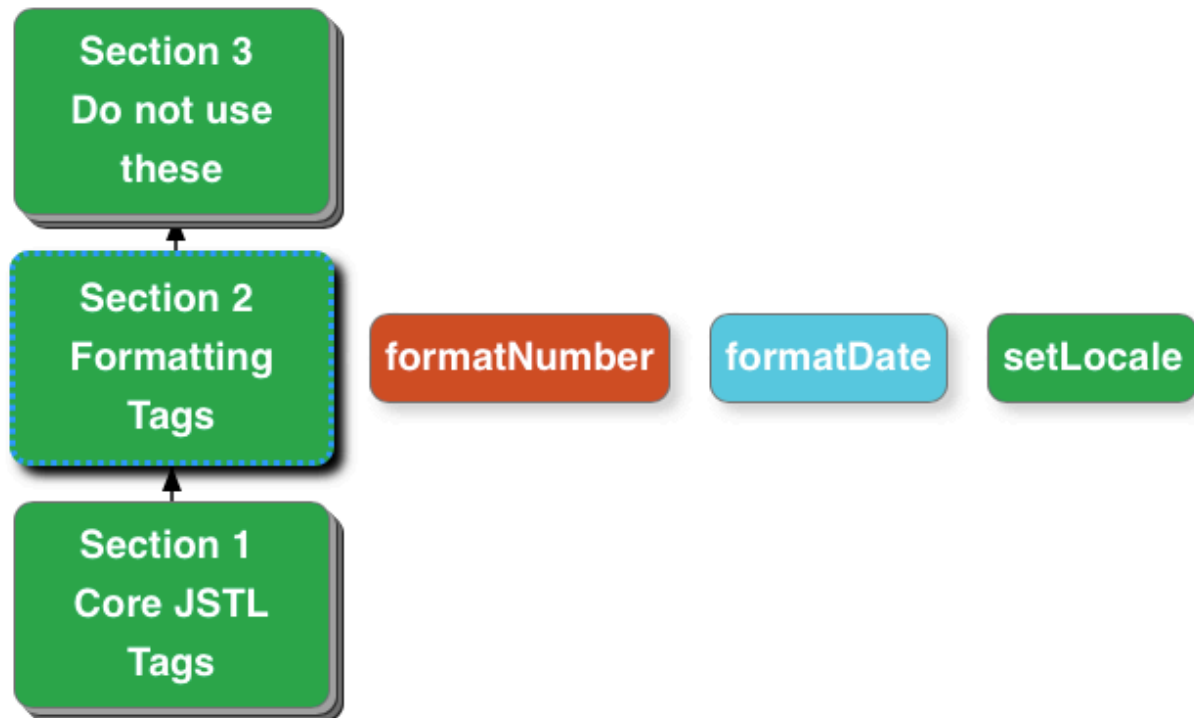 Section 3
Do not use
these
Section 2
Formatting
Tags
formatNumber
formatDate
setLocale
Section 1
Core JSTL
Tags